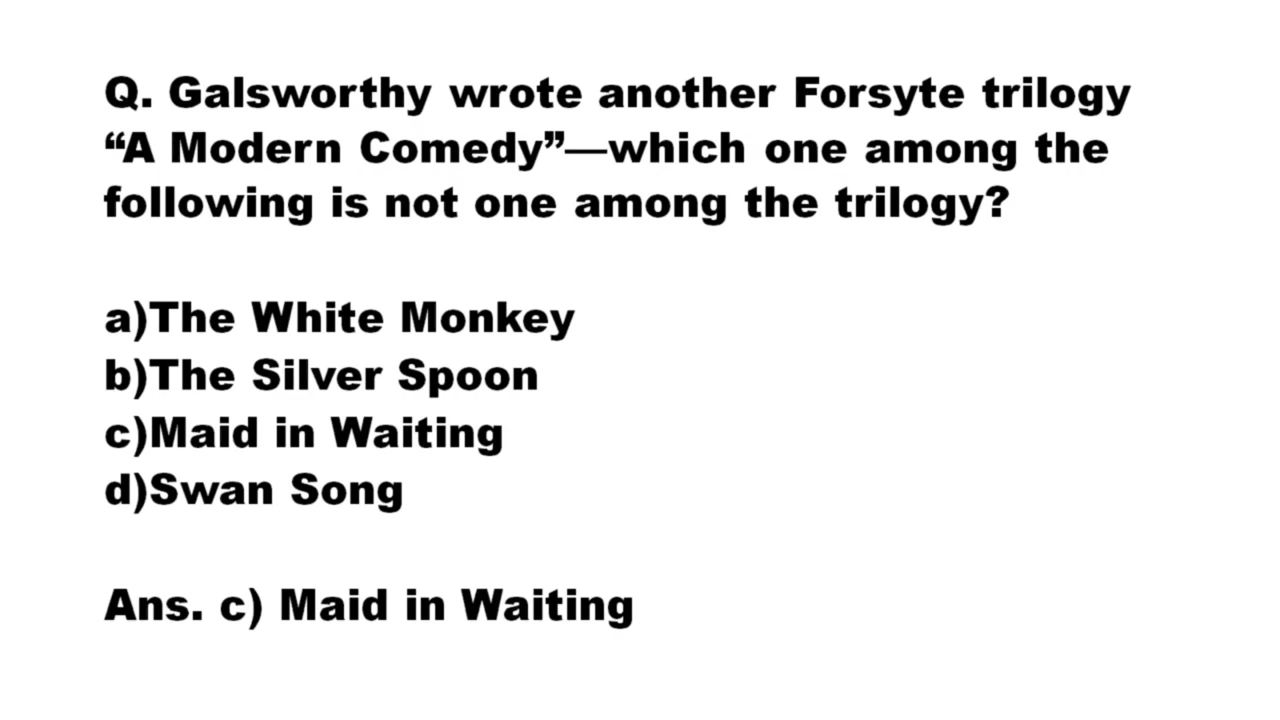 Q. Galsworthy wrote another Forsyte trilogy
“A Modern Comedy”—which one among the
following is not one among the trilogy?
a)The White Monkey
b)The Silver Spoon
c)Maid in Waiting
d)Swan Song
Ans. c) Maid in Waiting